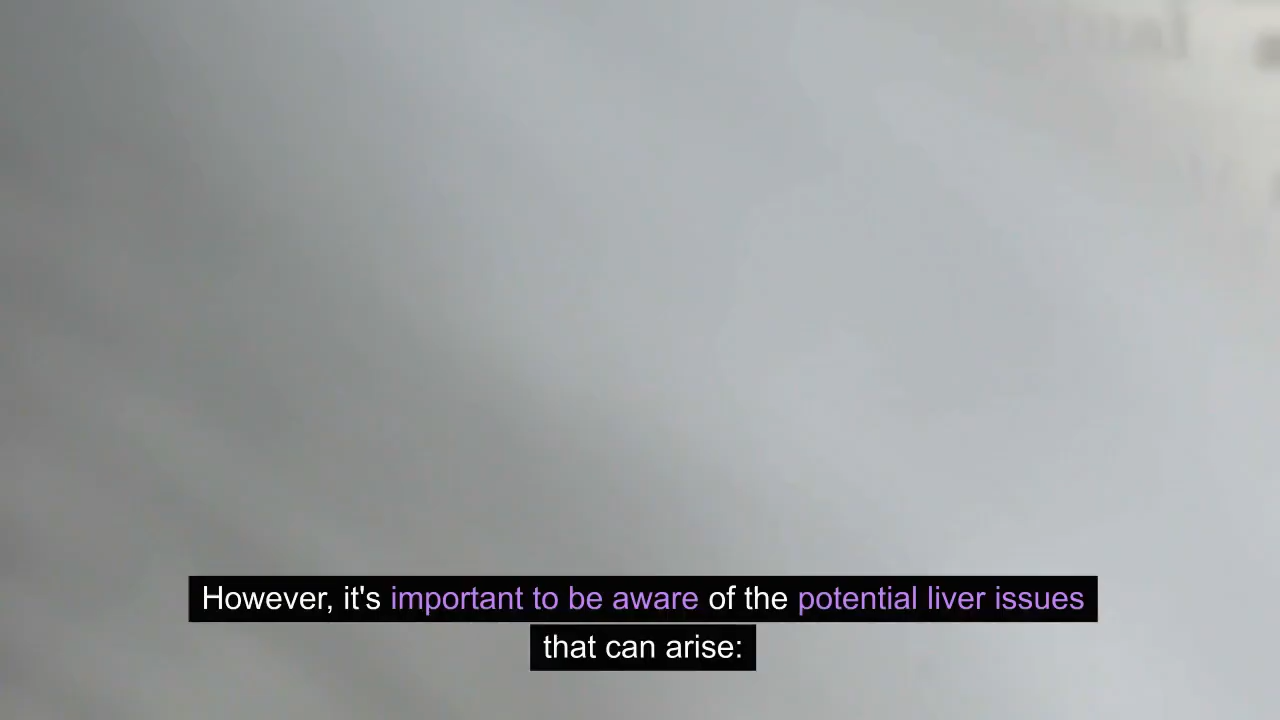 However, it's important to be aware of the potential liver issues
that can arise: